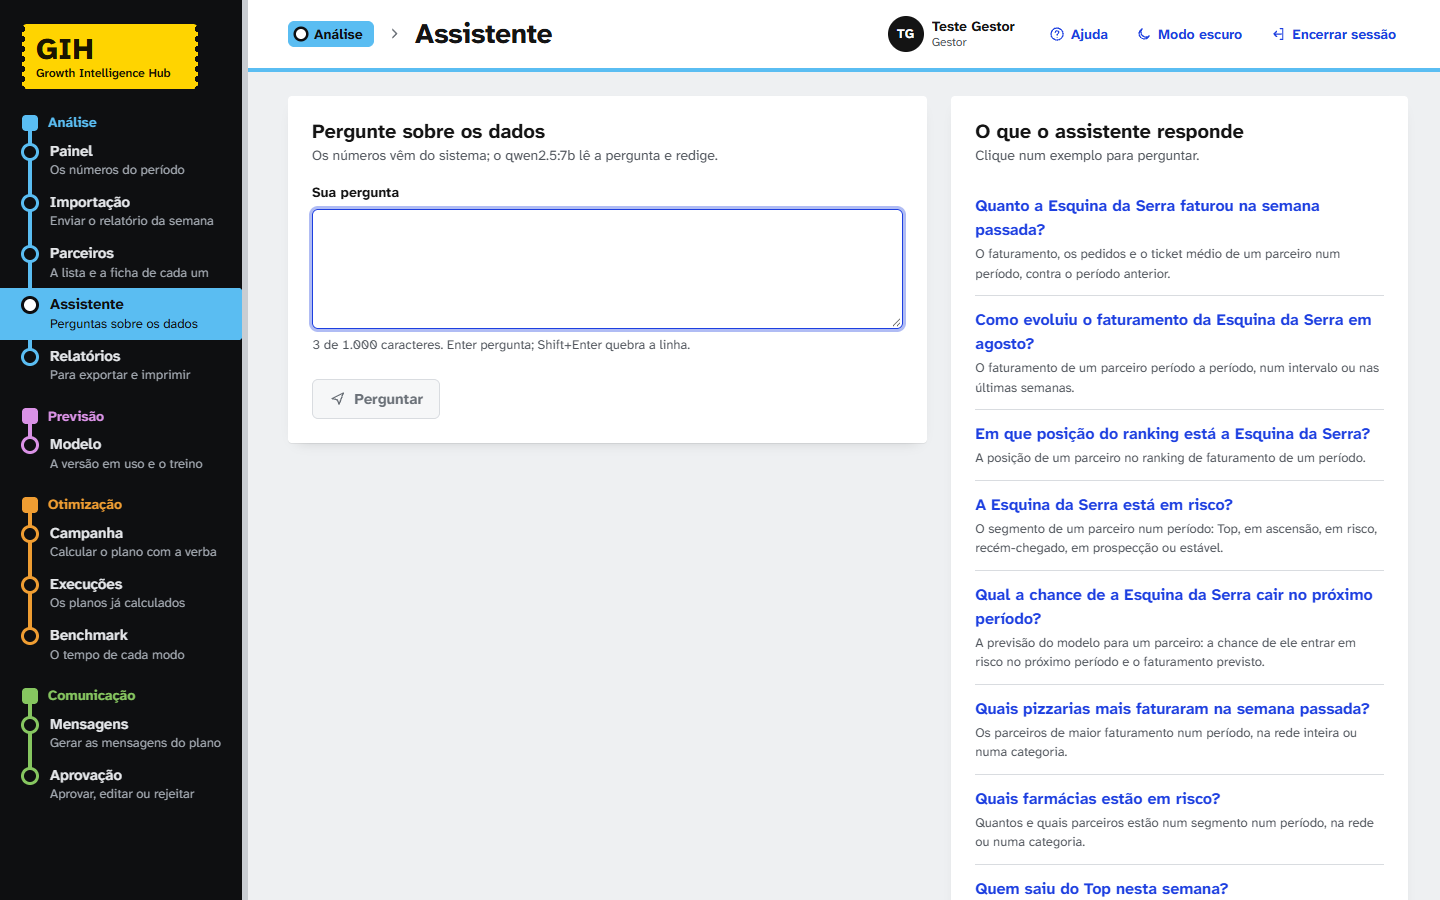 GIH
Growth Intelligence Hub
Análise
Painel
Os números do período
Importação
Enviar o relatório da semana
Parceiros
A lista e a ficha de cada um
Assistente
Perguntas sobre os dados
Relatórios
Para exportar e imprimir
Previsão
Modelo
A versão em uso e o treino
Otimização
Campanha
Calcular o plano com a verba
Execuções
Os planos já calculados
Benchmark
O tempo de cada modo
Comunicação
Mensagens
Gerar as mensagens do plano
Aprovação
Aprovar, editar ou rejeitar
Análise
Assistente
TG
Teste Gestor
Gestor
Ajuda
Modo escuro
Encerrar sessão
Pergunte sobre os dados
Os números vêm do sistema; o qwen2.5:7b lê a pergunta e redige.
Sua pergunta
3 de 1.000 caracteres. Enter pergunta; Shift+Enter quebra a linha.
Perguntar
O que o assistente responde
Clique num exemplo para perguntar.
Quanto a Esquina da Serra faturou na semana
passada?
O faturamento, os pedidos e o ticket médio de um parceiro num
período, contra o período anterior.
Como evoluiu o faturamento da Esquina da Serra em
agosto?
O faturamento de um parceiro período a período, num intervalo ou nas
últimas semanas.
Em que posição do ranking está a Esquina da Serra?
A posição de um parceiro no ranking de faturamento de um período.
A Esquina da Serra está em risco?
O segmento de um parceiro num período: Top, em ascensão, em risco,
recém-chegado, em prospecção ou estável.
Qual a chance de a Esquina da Serra cair no próximo
período?
A previsão do modelo para um parceiro: a chance de ele entrar em
risco no próximo período e o faturamento previsto.
Quais pizzarias mais faturaram na semana passada?
Os parceiros de maior faturamento num período, na rede inteira ou
numa categoria.
Quais farmácias estão em risco?
Quantos e quais parceiros estão num segmento num período, na rede
ou numa categoria.
Quem saiu do Top nesta semana?